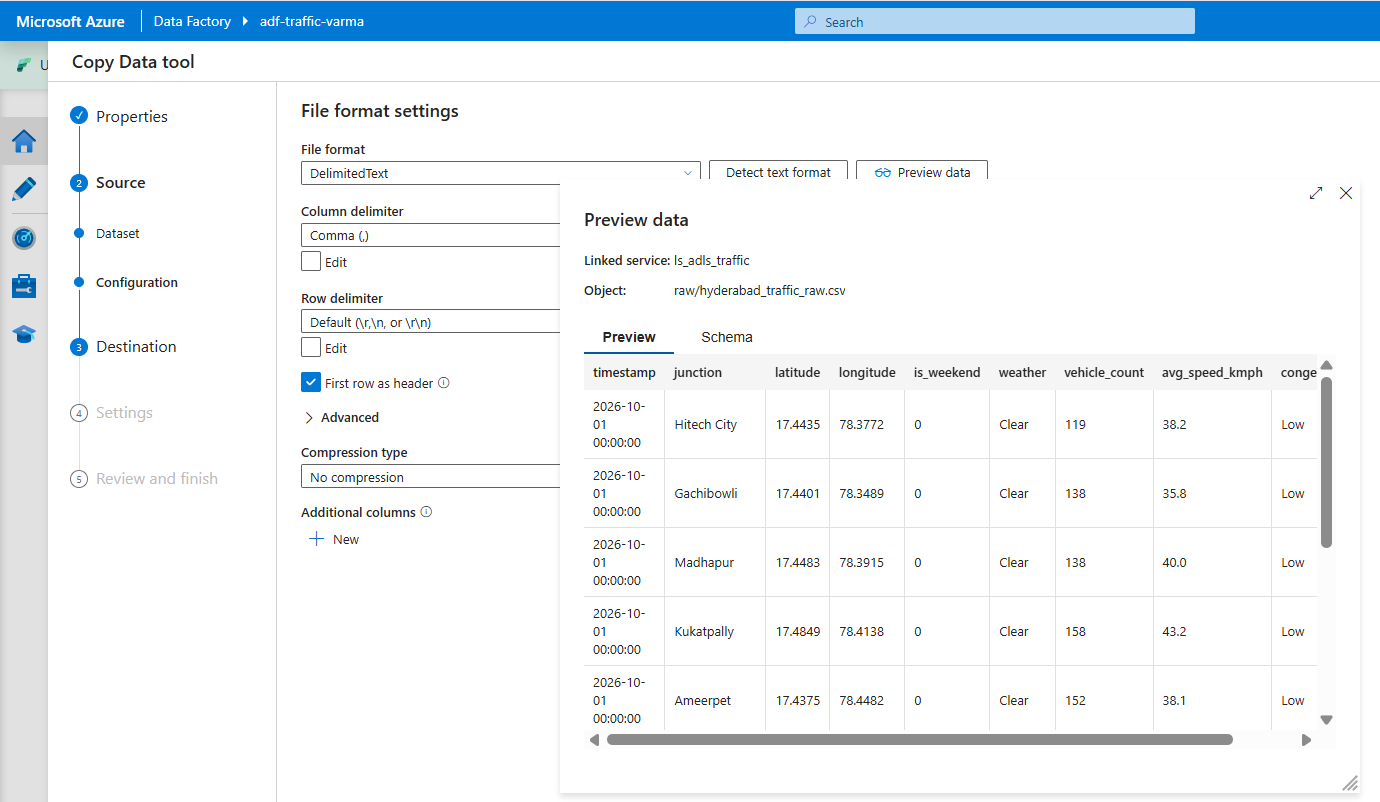 Microsoft Azure
Data Factory
adf-traffic-varma
Search
U
Copy Data tool
Properties
2 Source
Dataset
Configuration
3 Destination
4 Settings
5 Review and finish
File format settings
File format
DelimitedText
Detect text format
Preview data
Column delimiter
Comma (,)
Edit
Row delimiter
Default (\r,\n, or \r\n)
Edit
First row as header
Advanced
Compression type
No compression
Additional columns
New
Preview data
Linked service: ls_adls_traffic
Object: raw/hyderabad_traffic_raw.csv
Preview Schema
timestamp junction latitude longitude is_weekend weather vehicle_count avg_speed_kmph conge
2026-10-
01
00:00:00
Hitech City 17.4435 78.3772 0 Clear 119 38.2 Low
2026-10-
01
00:00:00
Gachibowli 17.4401 78.3489 0 Clear 138 35.8 Low
2026-10-
01
00:00:00
Madhapur 17.4483 78.3915 0 Clear 138 40.0 Low
2026-10-
01
00:00:00
Kukatpally 17.4849 78.4138 0 Clear 158 43.2 Low
2026-10-
01
00:00:00
Ameerpet 17.4375 78.4482 0 Clear 152 38.1 Low